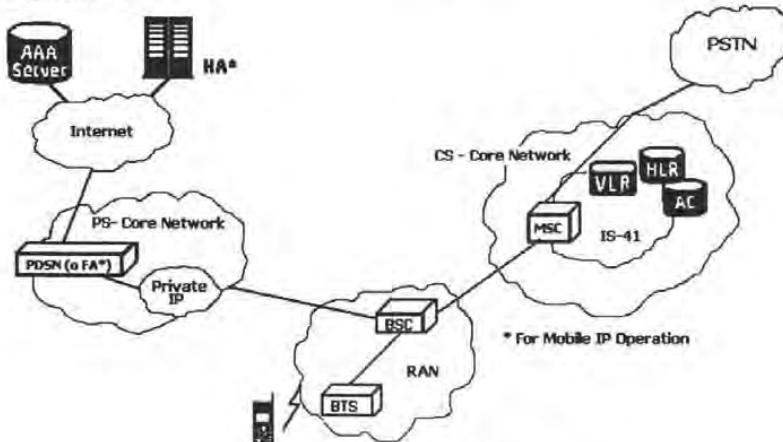 AAA
Server
HA*
Internet
PSTN
CS - Core Network
VLR
HLR
AC
MSC
IS-41
PS- Core Network
PDSN (o FA*)
Private
IP
BSC
* For Mobile IP Operation
RAN
BTS